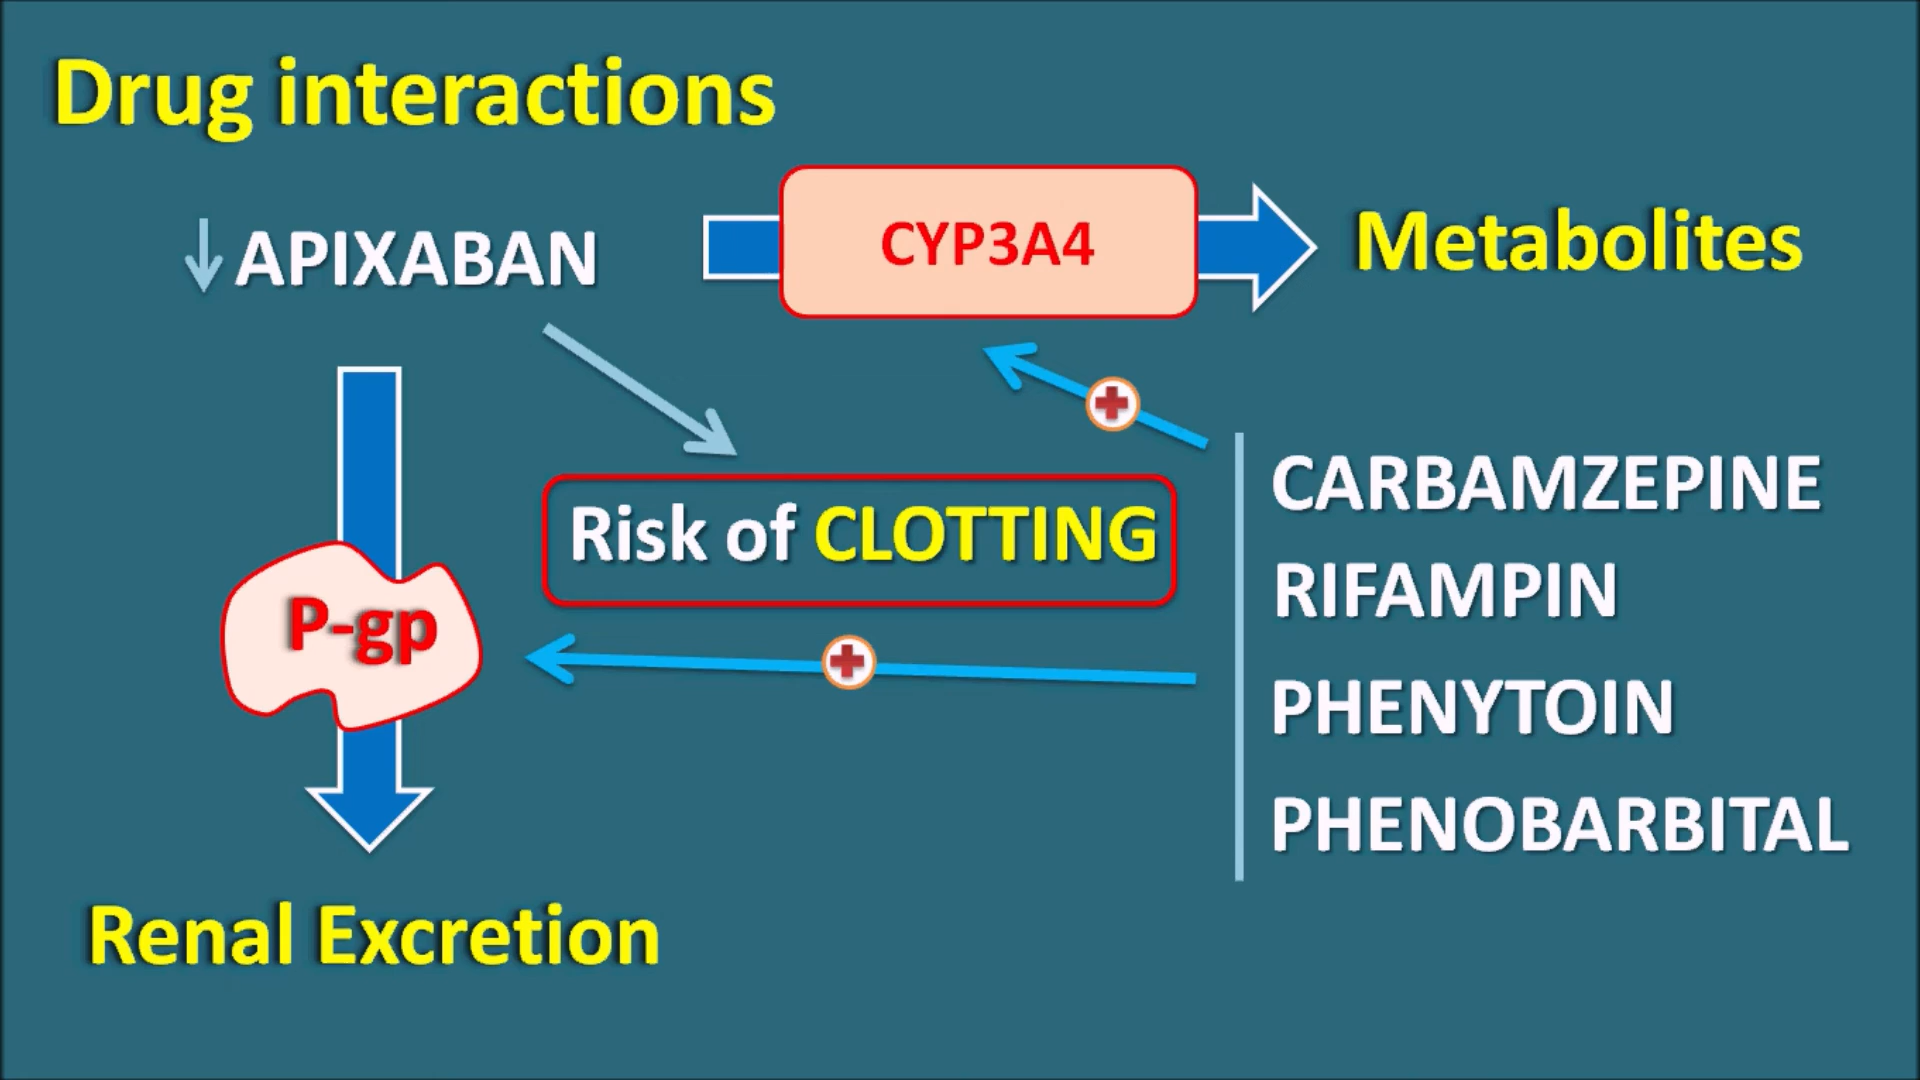 Drug interactions
↓APIXABAN
CYP3A4
Metabolites
Risk of CLOTTING
P-gp
CARBAMZEPINE
RIFAMPIN
PHENYTOIN
PHENOBARBITAL
Renal Excretion